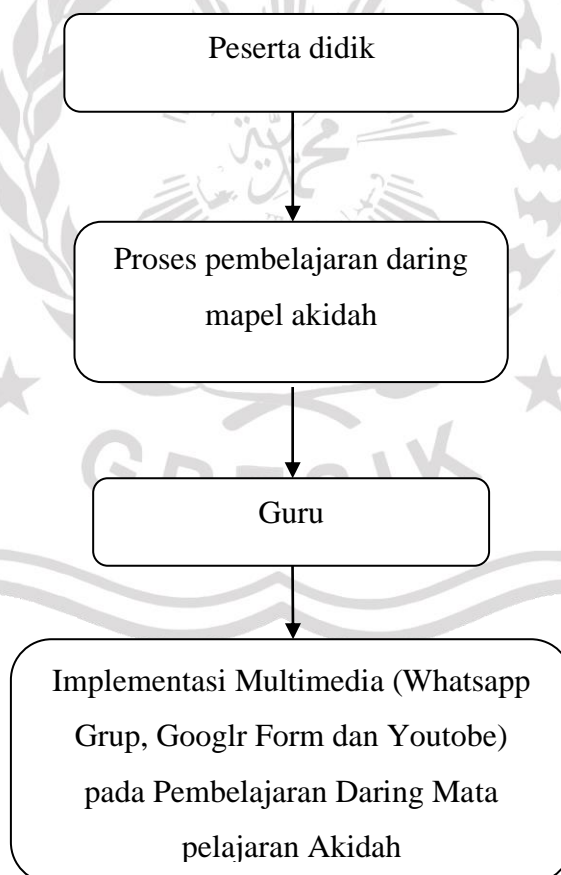 Peserta didik
Proses pembelajaran daring
mapel akidah
GRESIK
Guru
Implementasi Multimedia (Whatsapp
Grup, Googlr Form dan Youtobe)
pada Pembelajaran Daring Mata
pelajaran Akidah